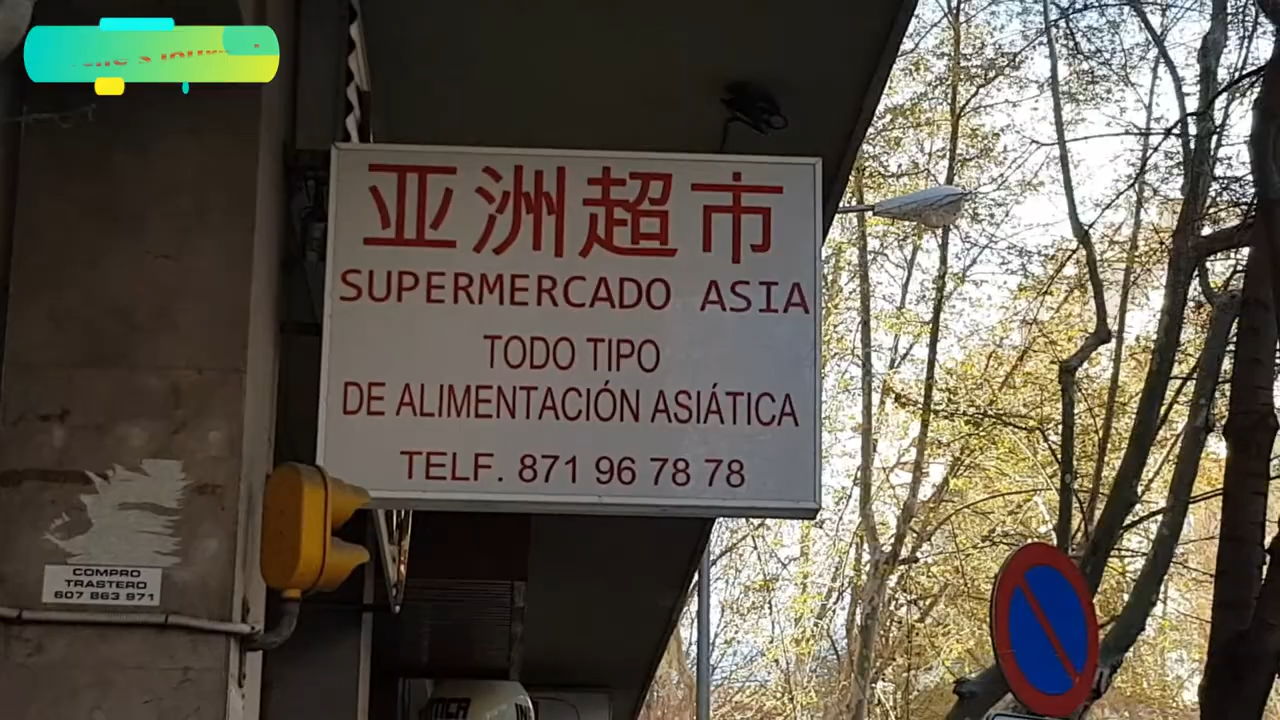 亚洲超市
SUPERMERCADO ASIA
TODO TIPO
DE ALIMENTACIÓN ASIÁTICA
TELF. 871 96 78 78
COMPRO
TRASTERO
607 863 971